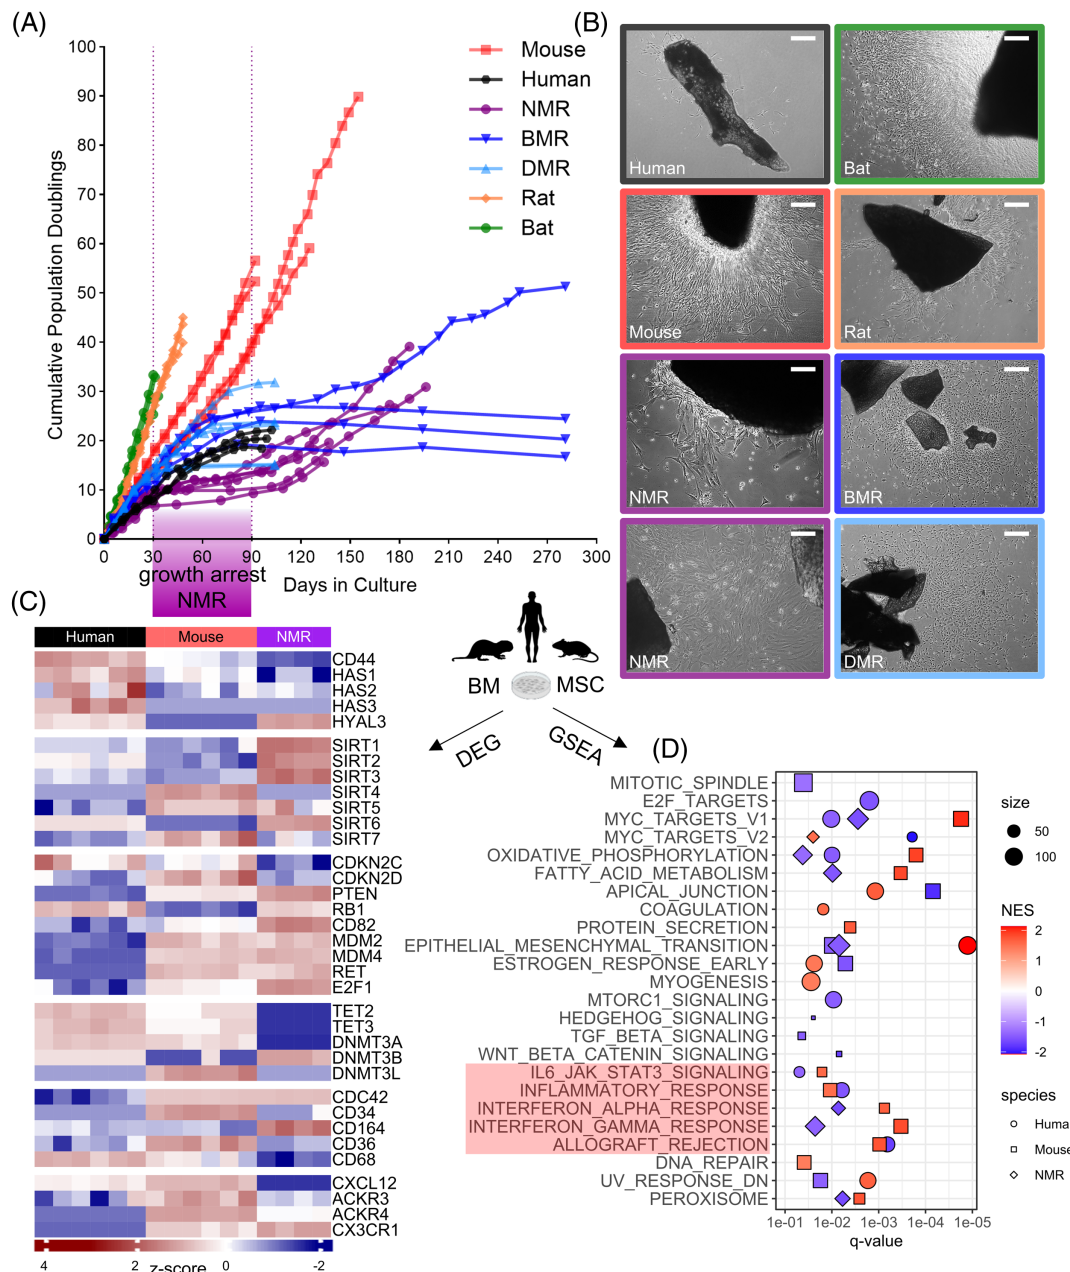 (A)
100
90
80
70
60
50
40
30
20
10
0
Cumulative Population Doublings
Mouse
Human
NMR
BMR
DMR
Rat
Bat
0 30 60 90 120 150 180 210 240 270 300
growth arrest
NMR
Days in Culture
(B)
Human
Bat
Mouse
Rat
NMR
BMR
NMR
DMR
(C)
Human Mouse NMR
CD44
HAS1
HAS2
HAS3
HYAL3
SIRT1
SIRT2
SIRT3
SIRT4
SIRT5
SIRT6
SIRT7
CDKN2C
CDKN2D
PTEN
RB1
CD82
MDM2
MDM4
RET
E2F1
TET2
TET3
DNMT3A
DNMT3B
DNMT3L
CDC42
CD34
CD164
CD36
CD68
CXCL12
ACKR3
ACKR4
CX3CR1
4 2 0 -2
z-score
BM MSC
DEG
GSEA
(D)
MITOTIC_SPINDLE
E2F_TARGETS
MYC_TARGETS_V1
MYC_TARGETS_V2
OXIDATIVE_PHOSPHORYLATION
FATTY_ACID_METABOLISM
APICAL_JUNCTION
COAGULATION
PROTEIN_SECRETION
EPITHELIAL_MESENCHYMAL_TRANSITION
ESTROGEN_RESPONSE_EARLY
MYOGENESIS
MTORC1_SIGNALING
HEDGEHOG_SIGNALING
TGF_BETA_SIGNALING
WNT_BETA_CATENIN_SIGNALING
IL6_JAK_STAT3_SIGNALING
INFLAMMATORY_RESPONSE
INTERFERON_ALPHA_RESPONSE
INTERFERON_GAMMA_RESPONSE
ALLOGRAFT_REJECTION
DNA_REPAIR
UV_RESPONSE_DN
PEROXISOME
1e-01 1e-02 1e-03 1e-04 1e-05
q-value
size
50
100
NES
2
1
0
-1
-2
species
Huma
Mous
NMR